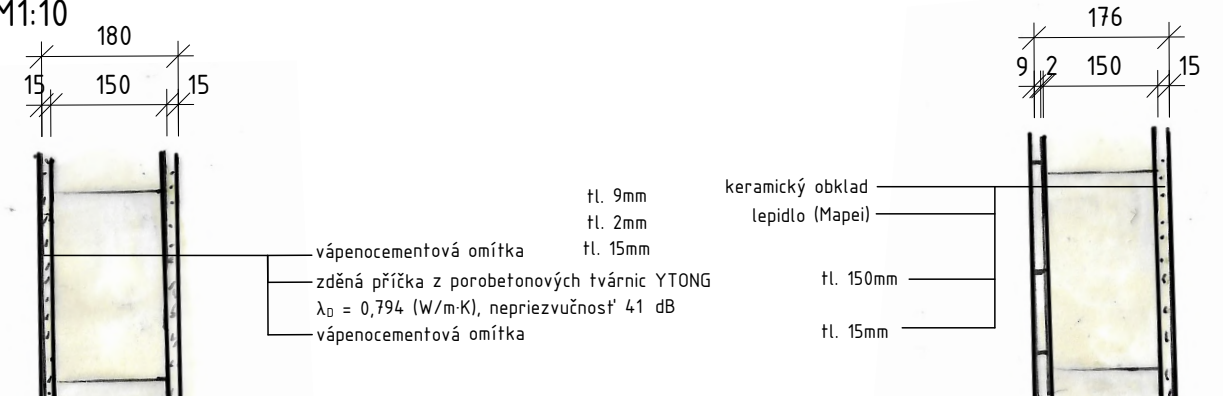 M1:10
180
15 150 15
176
9 2 150 15
vápenocementová omítka
zděná příčka z porobetonových tvárnic YTONG
λD = 0,794 (W/m·K), nepriezvučnosť 41 dB
vápenocementová omítka
tl. 9mm
tl. 2mm
tl. 15mm
keramický obklad
lepidlo (Mapei)
tl. 150mm
tl. 15mm